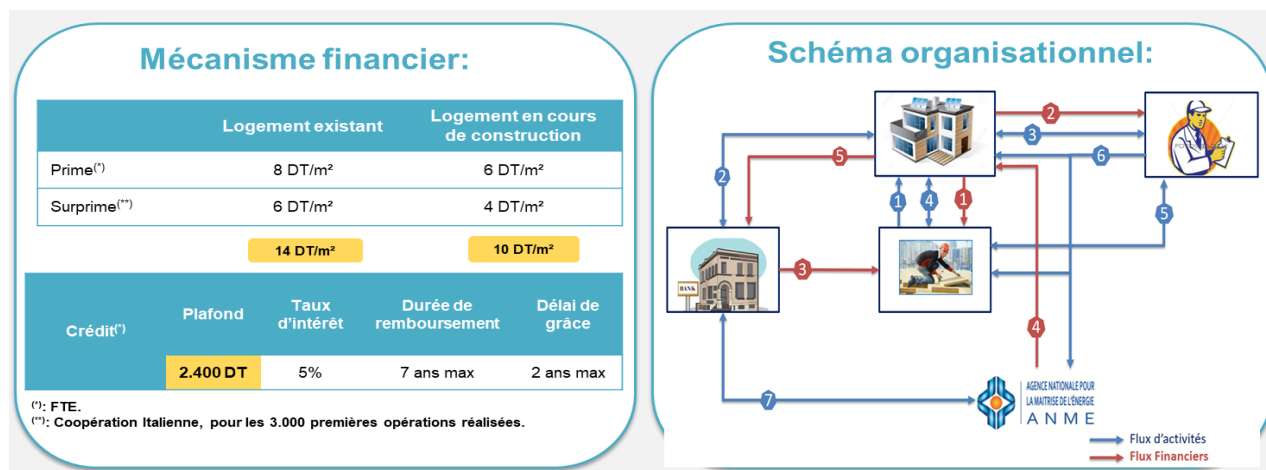 Mécanisme financier:
Logement existant
Logement en cours
de construction
Prime(*)
8 DT/m²
6 DT/m²
Surprime(**)
6 DT/m²
4 DT/m²
14 DT/m²
10 DT/m²
Crédit(*)
Plafond
Taux
d'intérêt
Durée de
remboursement
Délai de
grâce
2.400 DT
5%
7 ans max
2 ans max
(*): FTE.
(**): Coopération Italienne, pour les 3.000 premières opérations réalisées.
Schéma organisationnel:
2
3
6
5
2
1
4
1
5
BANK
3
4
7
AGENCE NATIONALE POUR
LA MAITRISE DE L'ÉNERGIE
ANME
Flux d'activités
Flux Financiers